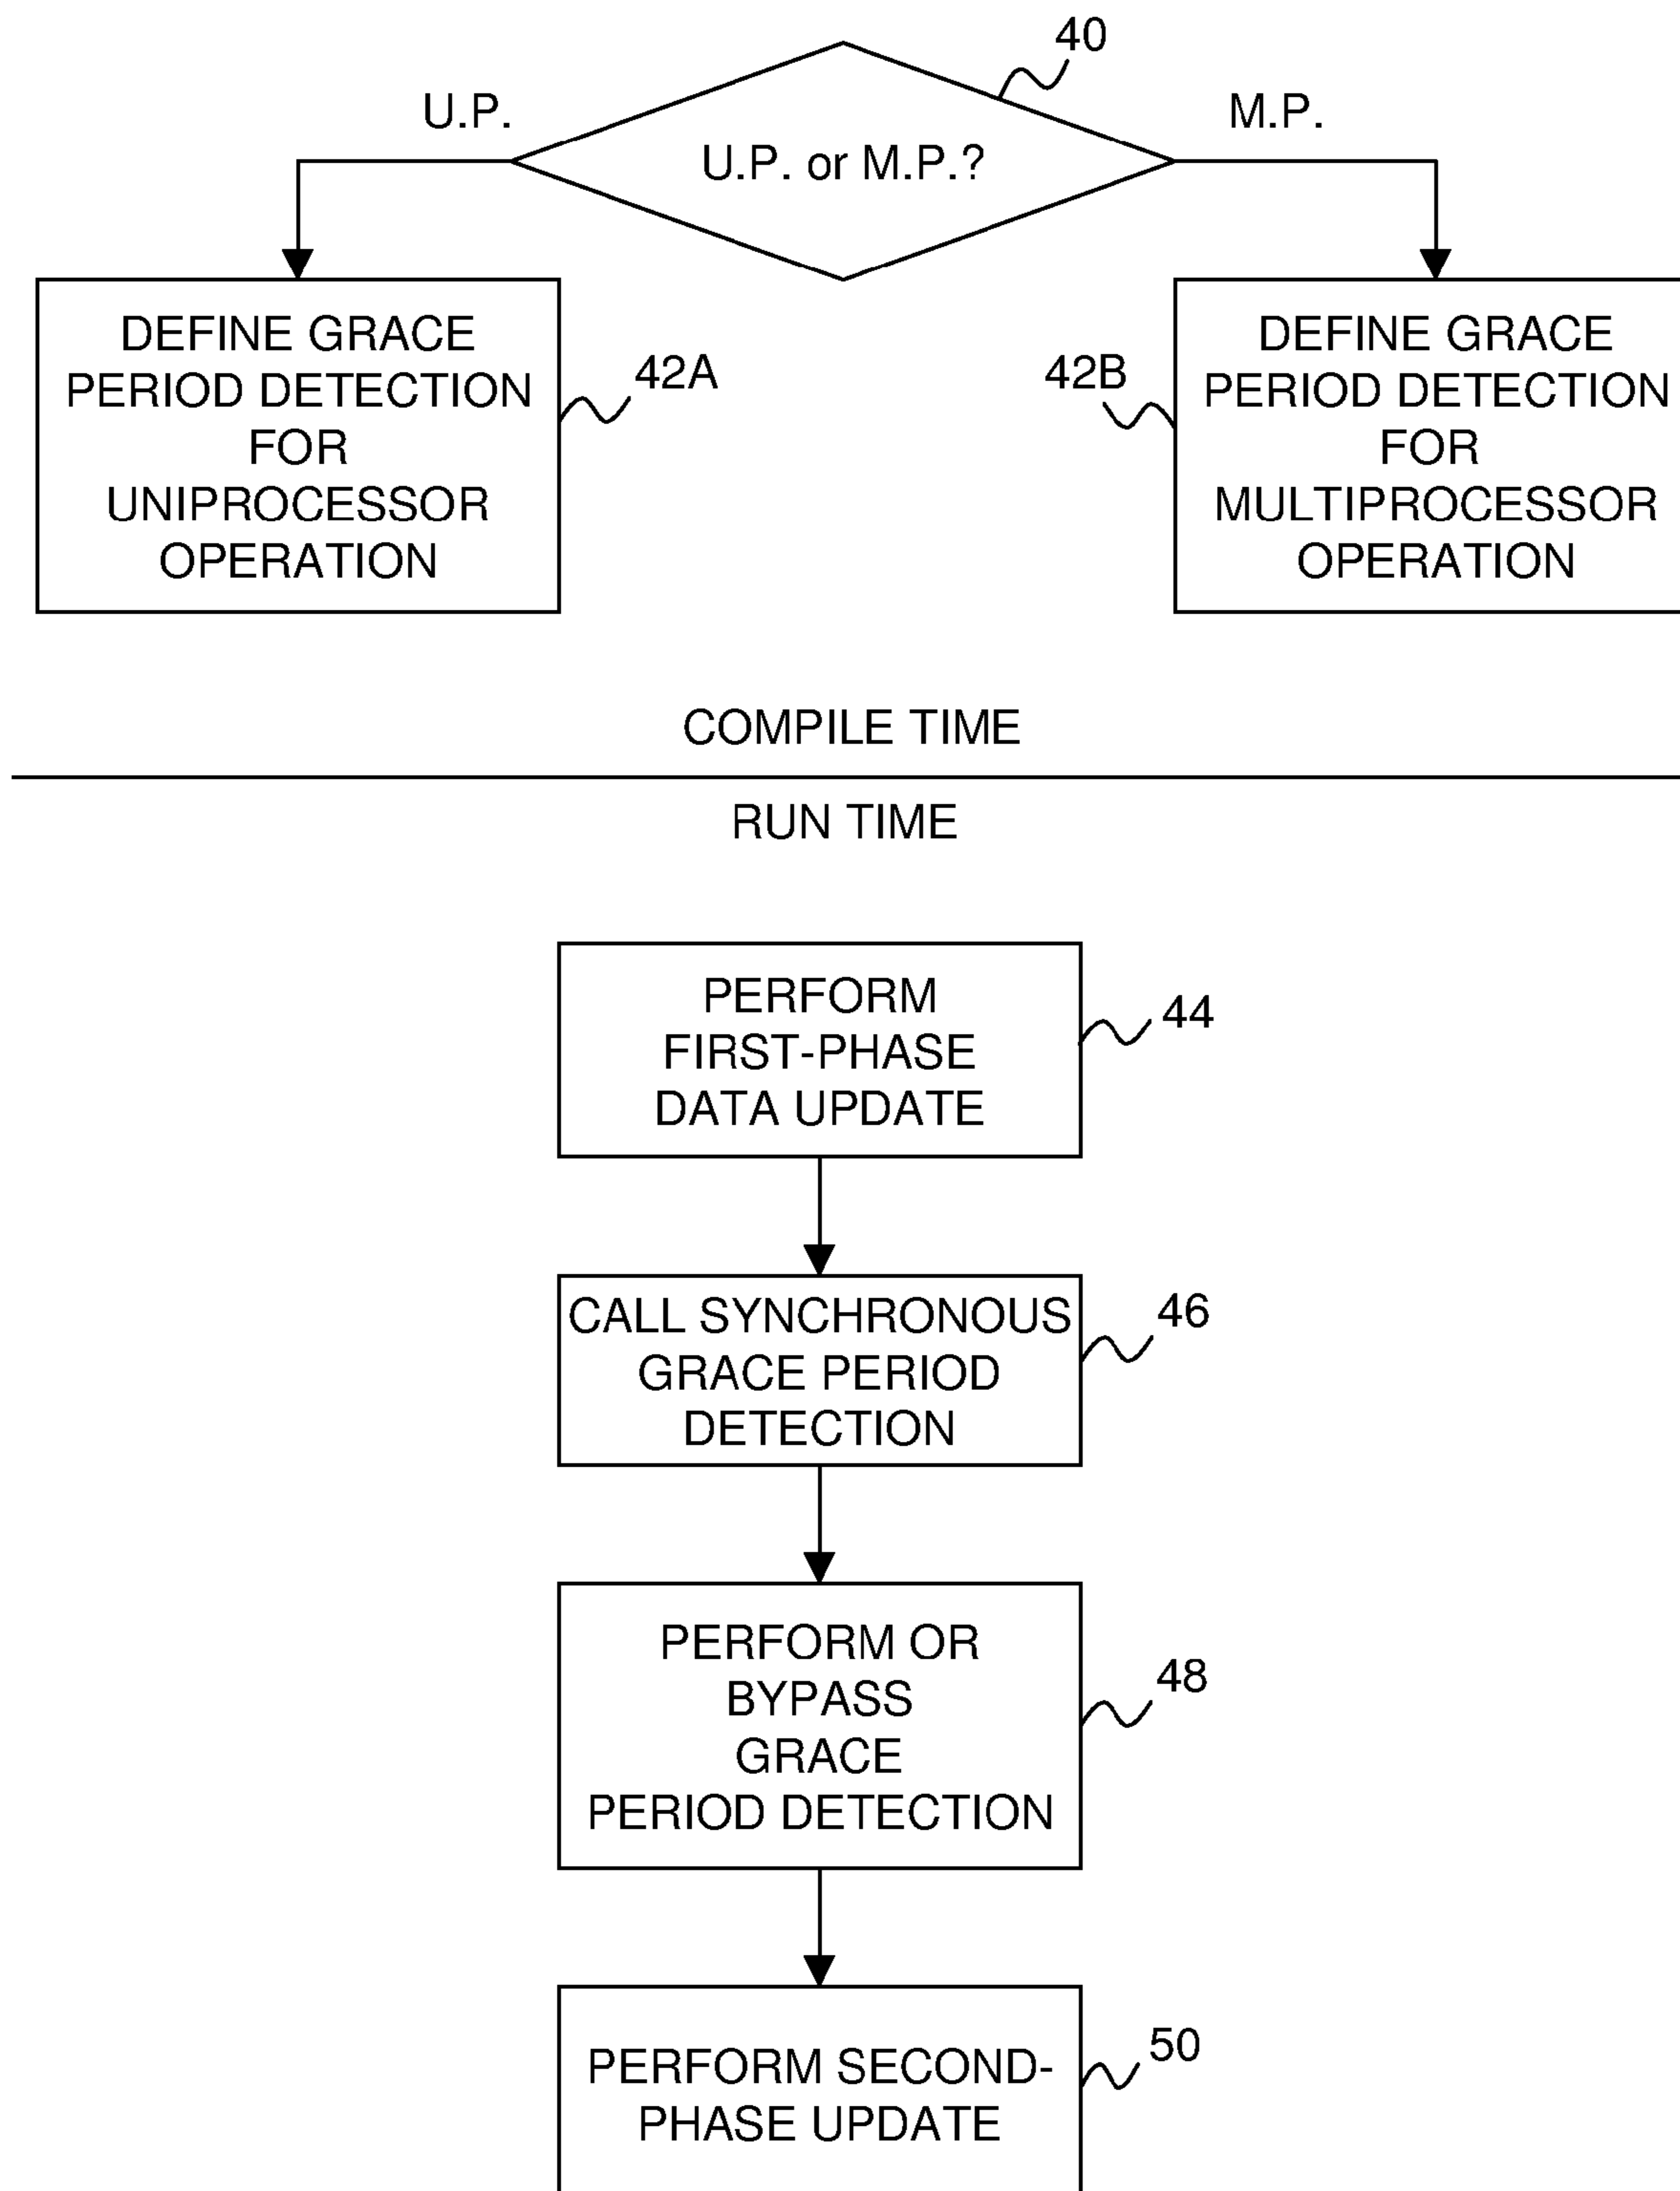 40
U.P.
M.P.
U.P. or M.P.?
DEFINE GRACE
PERIOD DETECTION
FOR
UNIPROCESSOR
OPERATION
42A
42B
DEFINE GRACE
PERIOD DETECTION
FOR
MULTIPROCESSOR
OPERATION
COMPILE TIME
RUN TIME
PERFORM
FIRST-PHASE
DATA UPDATE
44
CALL SYNCHRONOUS
GRACE PERIOD
DETECTION
46
PERFORM OR
BYPASS
GRACE
PERIOD DETECTION
48
PERFORM SECOND-
PHASE UPDATE
50